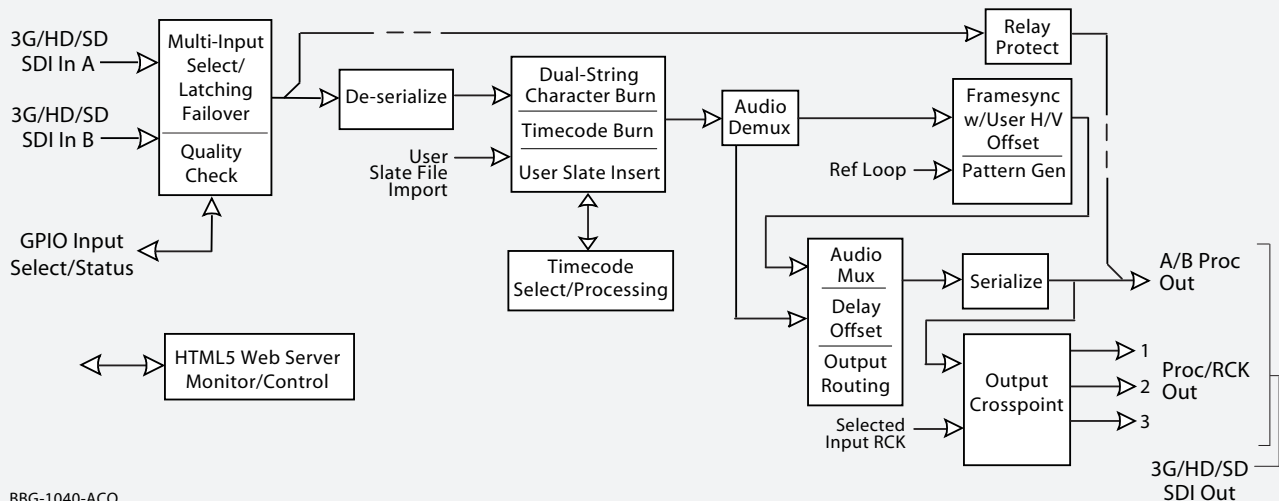 3G/HD/SD
SDI In A
3G/HD/SD
SDI In B
Multi-Input
Select/
Latching
Failover
Quality
Check
GPIO Input
Select/Status
De-serialize
User
Slate File
Import
Dual-String
Character Burn
Timecode Burn
User Slate Insert
Timecode
Select/Processing
Audio
Demux
Relay
Protect
Framesync
w/User H/V
Offset
Pattern Gen
Ref Loop
Audio
Mux
Delay
Offset
Output
Routing
Serialize
A/B Proc
Out
Output
Crosspoint
Selected
Input RCK
1
2
3
Proc/RCK
Out
3G/HD/SD
SDI Out
HTML5 Web Server
Monitor/Control
BBG-1040-ACO